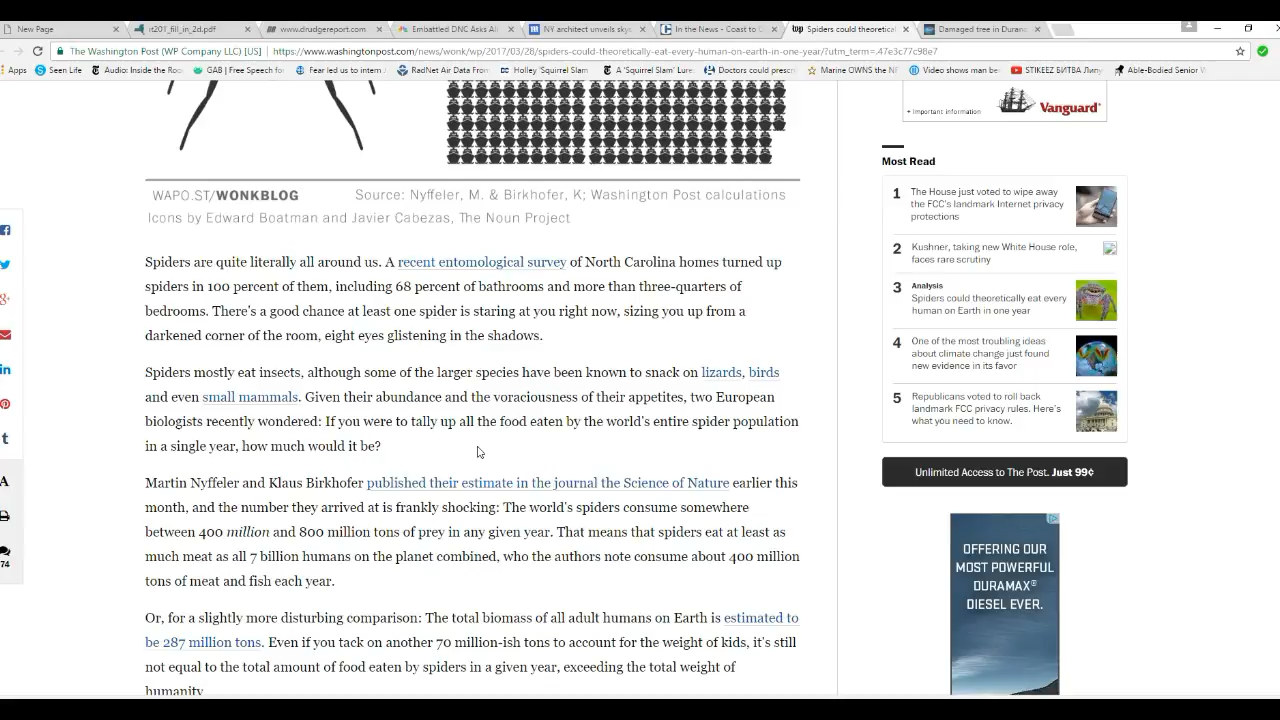 New Page
it201_fill_in_2d.pdf
www.drudgereport.com
Embattled DNC Asks All
NY architect unveils skys
In the News - Coast to C
Spiders could theoretical
Damaged tree in Duran
The Washington Post (WP Company LLC) [US]
https://www.washingtonpost.com/news/wonk/wp/2017/03/28/spiders-could-theoretically-eat-every-human-on-earth-in-one-year/?utm_term=.47e3c77c98e7
Apps
Seen Life
Audio: Inside the Roo
GAB | Free Speech fo
Fear led us to intern
RadNet Air Data From
Holley 'Squirrel Slam
A 'Squirrel Slam' Lure
Doctors could prescr
Marine OWNS the NF
Video shows man be
STIKEEZ БИТВА Липу
Able-Bodied Senior W
+ important information
Vanguard
WAPO.ST/WONKBLOG
Source: Nyffeler, M. & Birkhofer, K; Washington Post calculations
Icons by Edward Boatman and Javier Cabezas, The Noun Project
Spiders are quite literally all around us. A recent entomological survey of North Carolina homes turned up
spiders in 100 percent of them, including 68 percent of bathrooms and more than three-quarters of
bedrooms. There's a good chance at least one spider is staring at you right now, sizing you up from a
darkened corner of the room, eight eyes glistening in the shadows.
Spiders mostly eat insects, although some of the larger species have been known to snack on lizards, birds
and even small mammals. Given their abundance and the voraciousness of their appetites, two European
biologists recently wondered: If you were to tally up all the food eaten by the world's entire spider population
in a single year, how much would it be?
Martin Nyffeler and Klaus Birkhofer published their estimate in the journal the Science of Nature earlier this
month, and the number they arrived at is frankly shocking: The world's spiders consume somewhere
between 400 million and 800 million tons of prey in any given year. That means that spiders eat at least as
much meat as all 7 billion humans on the planet combined, who the authors note consume about 400 million
tons of meat and fish each year.
Or, for a slightly more disturbing comparison: The total biomass of all adult humans on Earth is estimated to
be 287 million tons. Even if you tack on another 70 million-ish tons to account for the weight of kids, it's still
not equal to the total amount of food eaten by spiders in a given year, exceeding the total weight of
humanity.
Most Read
1
The House just voted to wipe away
the FCC's landmark Internet privacy
protections
2
Kushner, taking new White House role,
faces rare scrutiny
3
Analysis
Spiders could theoretically eat every
human on Earth in one year
4
One of the most troubling ideas
about climate change just found
new evidence in its favor
5
Republicans voted to roll back
landmark FCC privacy rules. Here's
what you need to know.
Unlimited Access to The Post. Just 99¢
OFFERING OUR
MOST POWERFUL
DURAMAX®
DIESEL EVER.
A
74